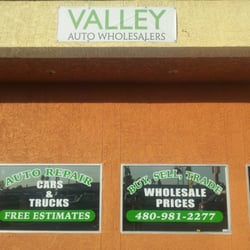 VALLEY
AUTO WHOLESALERS
AUTO REPAIR
CARS
&
TRUCKS
FREE ESTIMATES
BUY, SELL, TRADE
WHOLESALE
PRICES
480-981-2277